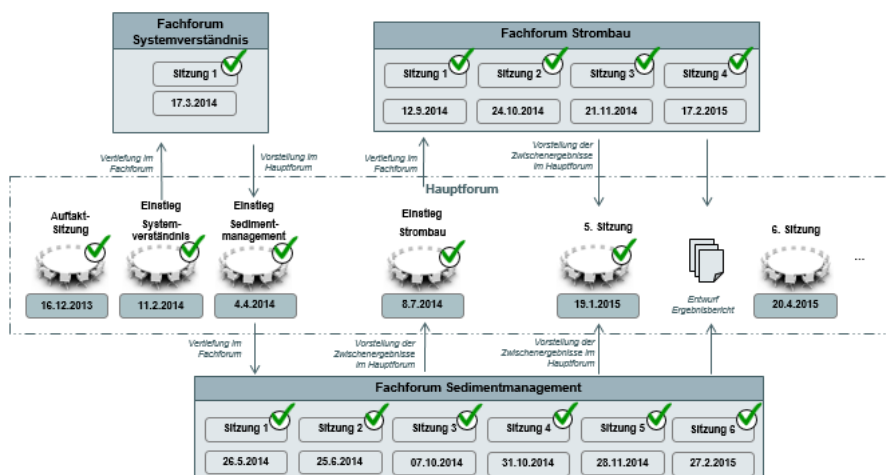 Fachforum
Systemverständnis
Sitzung 1
17.3.2014
Fachforum Strombau
Sitzung 1
Sitzung 2
Sitzung 3
Sitzung 4
12.9.2014
24.10.2014
21.11.2014
17.2.2015
Vertiefung im
Fachforum
Vorstellung im
Hauptforum
Vertiefung im
Fachforum
Vorstellung der
Zwischenergebnisse
im Hauptforum
Hauptforum
Auftakt-
Sitzung
16.12.2013
Einstieg
System-
verständnis
11.2.2014
Einstieg
Sediment-
management
4.4.2014
Einstieg
Strombau
8.7.2014
5. Sitzung
19.1.2015
Entwurf
Ergebnisbericht
6. Sitzung
20.4.2015
...
Vertiefung im
Fachforum
Vorstellung der
Zwischenergebnisse
im Hauptforum
Vorstellung der
Zwischenergebnisse im
Hauptforum
Fachforum Sedimentmanagement
Sitzung 1
Sitzung 2
Sitzung 3
Sitzung 4
Sitzung 5
Sitzung 6
26.5.2014
25.6.2014
07.10.2014
31.10.2014
28.11.2014
27.2.2015